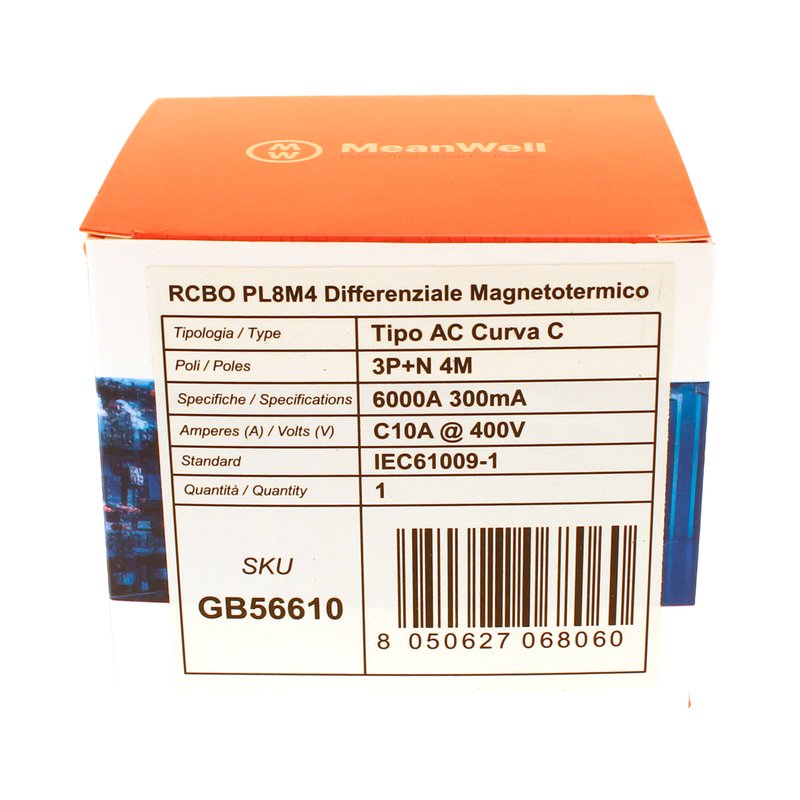 MW MeanWell
RCBO PL8M4 Differenziale Magnetotermico
Tipologia / Type Tipo AC Curva C
Poli / Poles 3P+N 4M
Specifiche / Specifications 6000A 300mA
Amperes (A) / Volts (V) C10A @ 400V
Standard IEC61009-1
Quantità / Quantity 1
SKU
GB56610
8 050627 068060